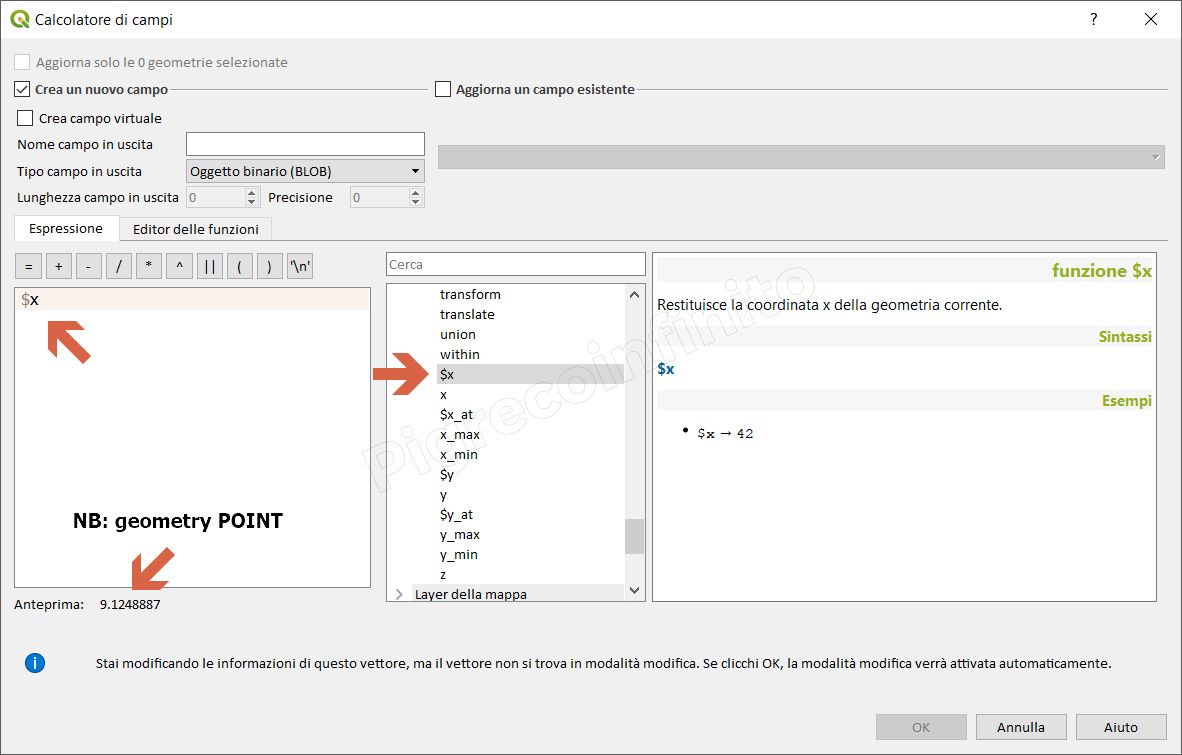 Calcolatore di campi
?
Aggiorna solo le 0 geometrie selezionate
Crea un nuovo campo
Aggiorna un campo esistente
Crea campo virtuale
Nome campo in uscita
Tipo campo in uscita Oggetto binario (BLOB)
Lunghezza campo in uscita 0 Precisione 0
Espressione Editor delle funzioni
= + - / * ^ || ( ) '\n'
$x
NB: geometry POINT
Anteprima: 9.1248887
Cerca
transform
translate
union
within
$x
x
$x_at
x_max
x_min
$y
y
$y_at
y_max
y_min
z
Layer della mappa
funzione $x
Restituisce la coordinata x della geometria corrente.
Sintassi
$x
Esempi
• $x → 42
Pigrecoinfinito
Stai modificando le informazioni di questo vettore, ma il vettore non si trova in modalità modifica. Se clicchi OK, la modalità modifica verrà attivata automaticamente.
OK Annulla Aiuto